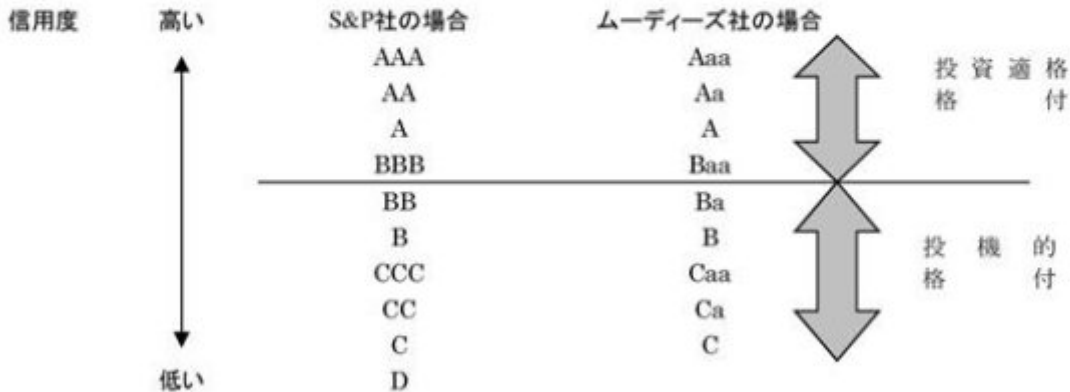 信用度 高い S&P社の場合 ムーディーズ社の場合
AAA Aaa
AA Aa
A A
BBB Baa
投資適格
格付
BB Ba
B B
CCC Caa
CC Ca
C C
投機的
格付
低い D